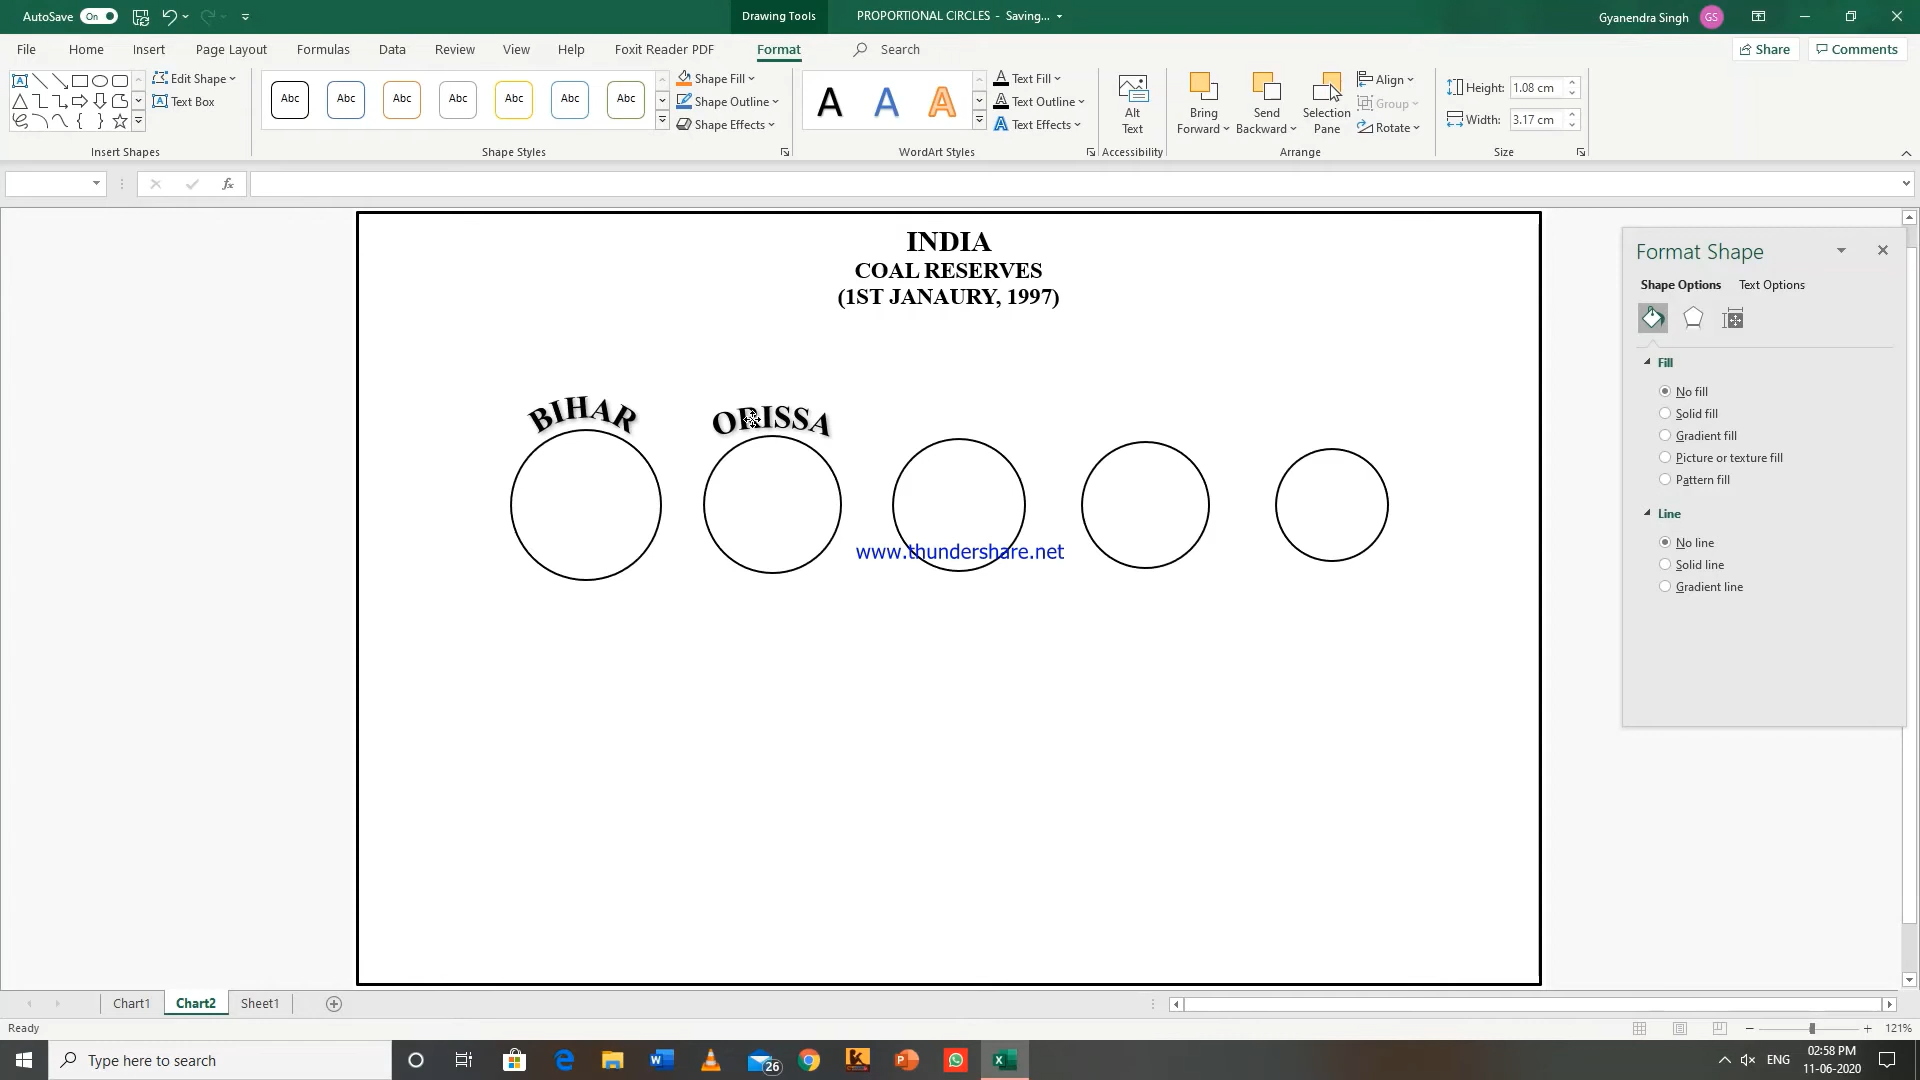 AutoSave On
Drawing Tools
PROPORTIONAL CIRCLES - Saving...
Gyanendra Singh GS
File Home Insert Page Layout Formulas Data Review View Help Foxit Reader PDF Format Search
Share Comments
Edit Shape
Text Box
Insert Shapes
Abc Abc Abc Abc Abc Abc Abc
Shape Fill
Shape Outline
Shape Effects
Shape Styles
A A A
Text Fill
Text Outline
Text Effects
WordArt Styles
Alt Text
Accessibility
Bring Forward
Send Backward
Selection Pane
Align
Group
Rotate
Arrange
Height: 1.08 cm
Width: 3.17 cm
Size
fx
INDIA
COAL RESERVES
(1ST JANAURY, 1997)
BIHAR
ORISSA
www.thundershare.net
Format Shape
Shape Options Text Options
Fill
No fill
Solid fill
Gradient fill
Picture or texture fill
Pattern fill
Line
No line
Solid line
Gradient line
Chart1 Chart2 Sheet1
Ready
121%
Type here to search
26
ENG
02:58 PM
11-06-2020